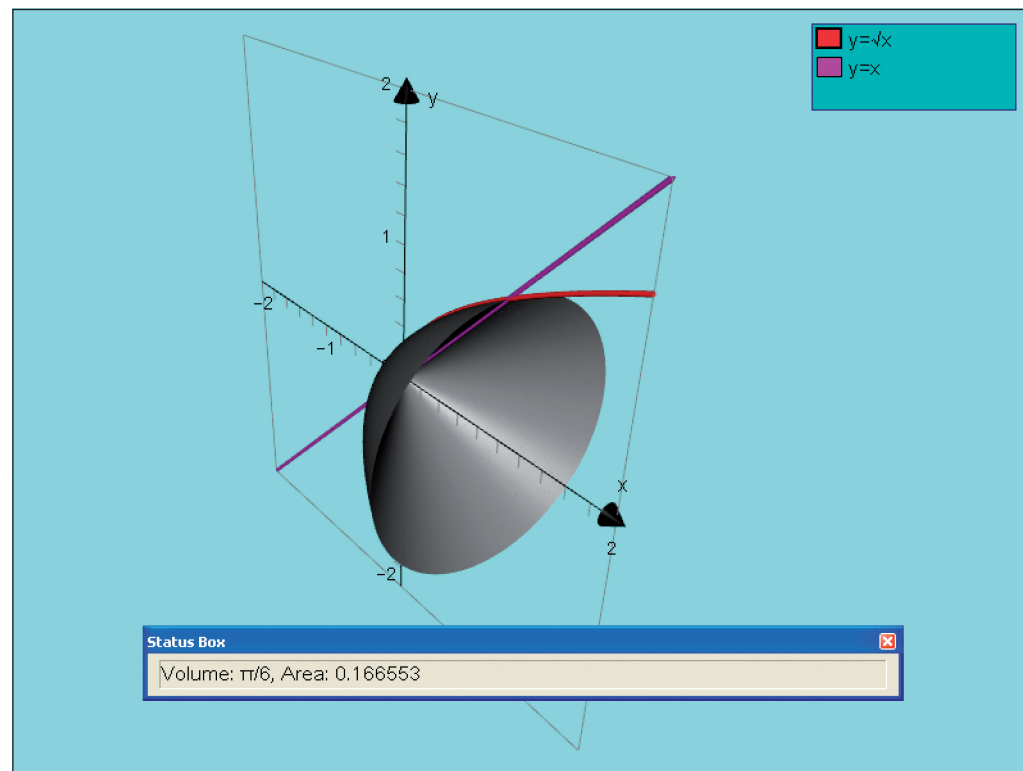 y=√x
y=x
2
y
1
−2
−1
x
2
−2
Status Box
Volume: π/6, Area: 0.166553